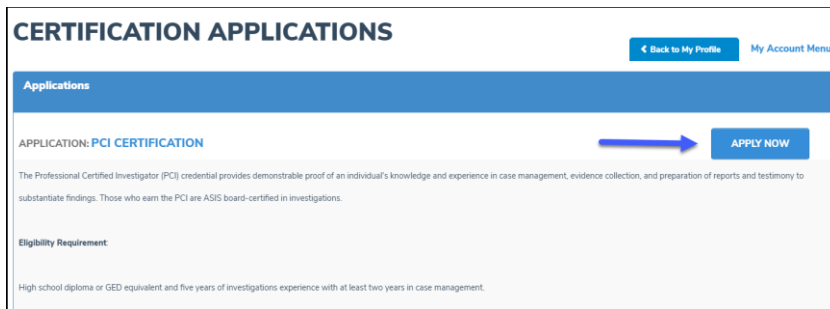 CERTIFICATION APPLICATIONS
Back to My Profile
My Account Menu
Applications
APPLICATION: PCI CERTIFICATION
APPLY NOW
The Professional Certified Investigator (PCI) credential provides demonstrable proof of an individual's knowledge and experience in case management, evidence collection, and preparation of reports and testimony to
substantiate findings. Those who earn the PCI are ASIS board-certified in investigations.
Eligibility Requirement:
High school diploma or GED equivalent and five years of investigations experience with at least two years in case management.